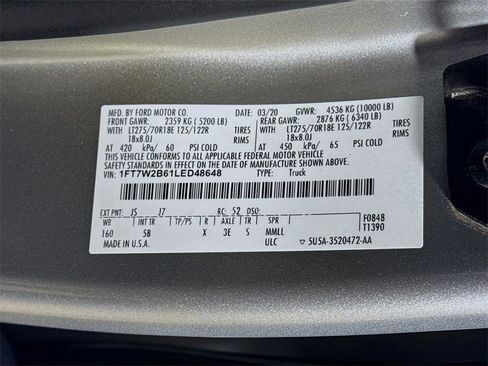 MFD. BY FORD MOTOR CO.
DATE: 03/20 GVWR: 4536 KG (10000 LB)
FRONT GAWR: 2359 KG ( 5200 LB) REAR GAWR: 2876 KG ( 6340 LB)
WITH LT275/70R18E 125/122R TIRES WITH LT275/70R18E 125/122R TIRES
18x8.0J RIMS 18x8.0J RIMS
AT 420 kPa/ 60 PSI COLD AT 450 kPa/ 65 PSI COLD
THIS VEHICLE CONFORMS TO ALL APPLICABLE FEDERAL MOTOR VEHICLE
SAFETY STANDARDS IN EFFECT ON THE DATE OF MANUFACTURE SHOWN ABOVE.
VIN: 1FT7W2B61LED48648 TYPE: Truck
EXT PNT: J5 J7 RC: 52 DSO: F0848
WB INT TR TP/PS R AXLE TR SPR T1390
160 5B X 3E S MMLL
MADE IN U.S.A. ULC ▽ 5U5A-3520472-AA